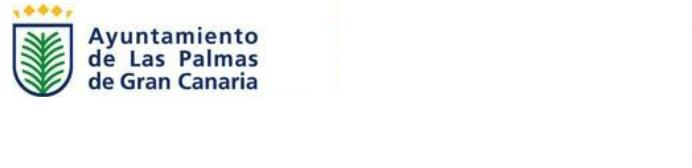 Ayuntamiento
de Las Palmas
de Gran Canaria